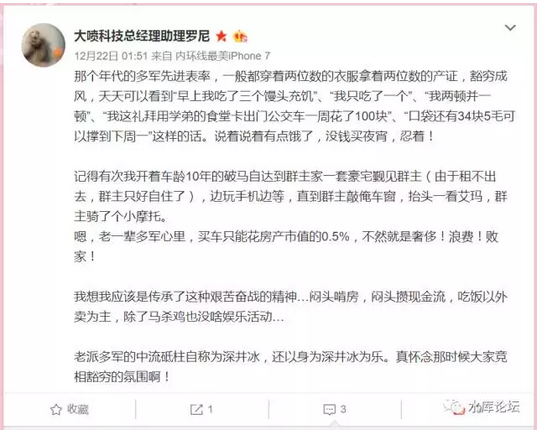 大喷科技总经理助理罗尼
12月22日 01:51 来自 内环线最美iPhone 7
那个年代的多军先进表率，一般都穿着两位数的衣服拿着两位数的产证，豁穷成
风，天天可以看到“早上我吃了三个馒头充饥”、“我只吃了一个”、“我两顿并一
顿”、“我这礼拜用学弟的食堂卡出门公交车一周花了100块”、“口袋还有34块5毛可
以撑到下周一”这样的话。说着说着有点饿了，没钱买夜宵，忍着！
记得有次我开着车龄10年的破马自达到群主家一套豪宅觐见群主（由于租不出
去，群主只好自住了），边玩手机边等，直到群主敲俺车窗，抬头一看艾玛，群
主骑了个小摩托。
嗯，老一辈多军心里，买车只能花房产市值的0.5%，不然就是奢侈！浪费！败
家！
我想我应该是传承了这种艰苦奋战的精神...闷头啃房，闷头攒现金流，吃饭以外
卖为主，除了马杀鸡也没啥娱乐活动...
老派多军的中流砥柱自称为深井冰，还以身为深井冰为乐。真怀念那时候大家竞
相豁穷的氛围啊！
收藏 1 3
水库论坛